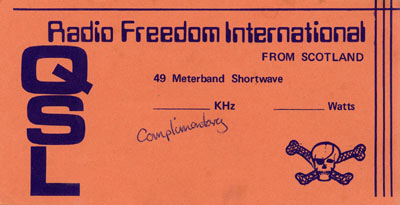 Radio Freedom International
FROM SCOTLAND
QSL
49 Meterband Shortwave
KHz Watts
Complimentary